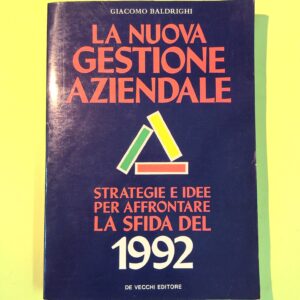 GIACOMO BALDRIGHI
LA NUOVA
GESTIONE
AZIENDALE
STRATEGIE E IDEE
PER AFFRONTARE
LA SFIDA DEL
1992
DE VECCHI EDITORE